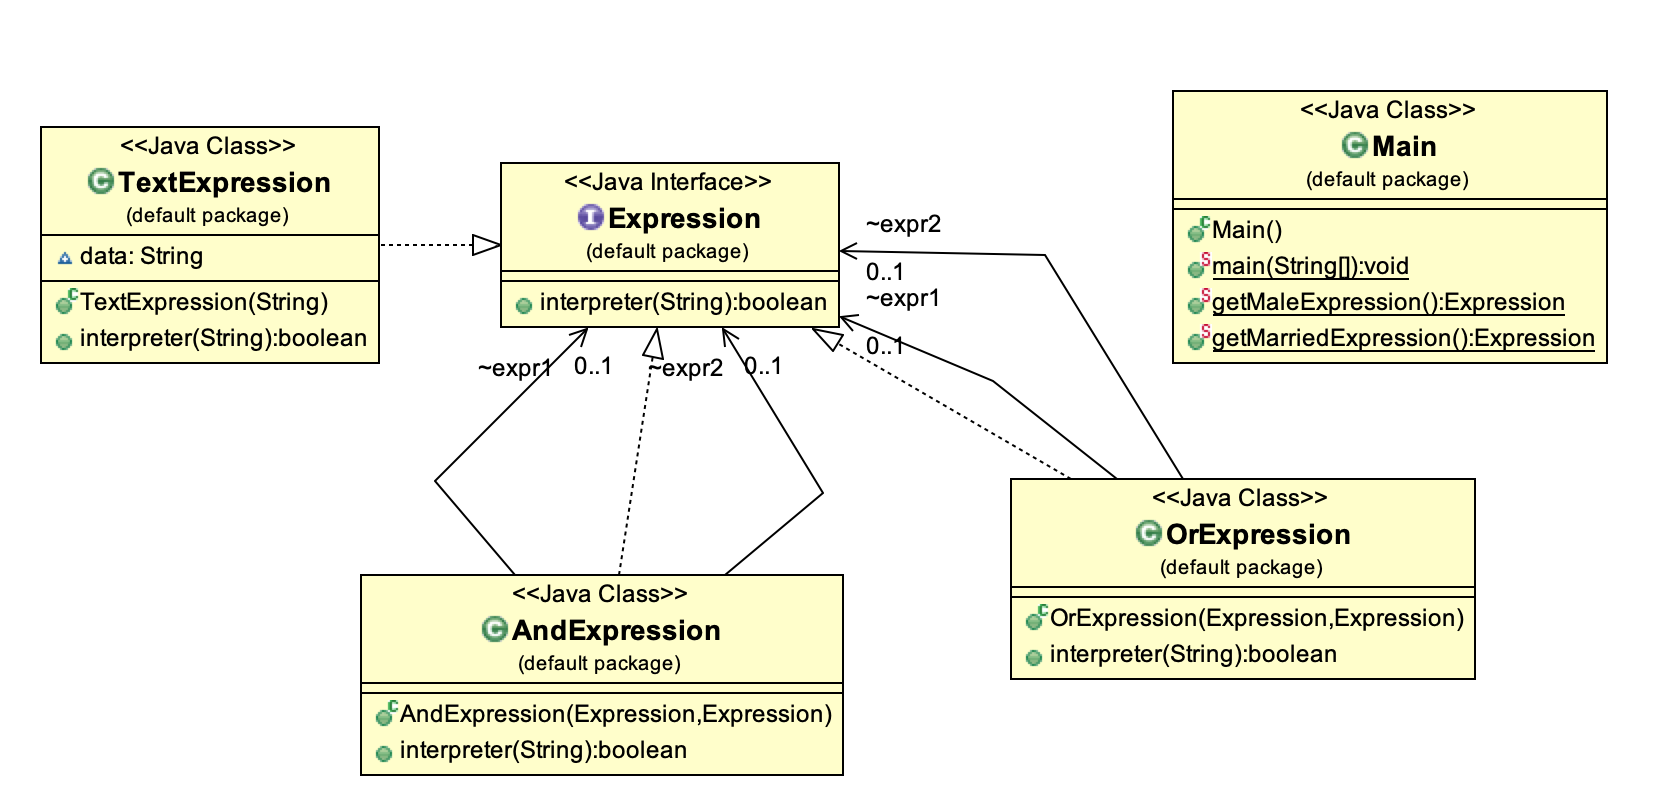 <<Java Class>>
TextExpression
(default package)
data: String
TextExpression(String)
interpreter(String):boolean
<<Java Interface>>
Expression
(default package)
interpreter(String):boolean
<<Java Class>>
Main
(default package)
Main()
main(String[]):void
getMaleExpression():Expression
getMarriedExpression():Expression
~expr2
0..1
~expr1
0..1
~expr1
0..1
~expr2
0..1
<<Java Class>>
AndExpression
(default package)
AndExpression(Expression,Expression)
interpreter(String):boolean
<<Java Class>>
OrExpression
(default package)
OrExpression(Expression,Expression)
interpreter(String):boolean